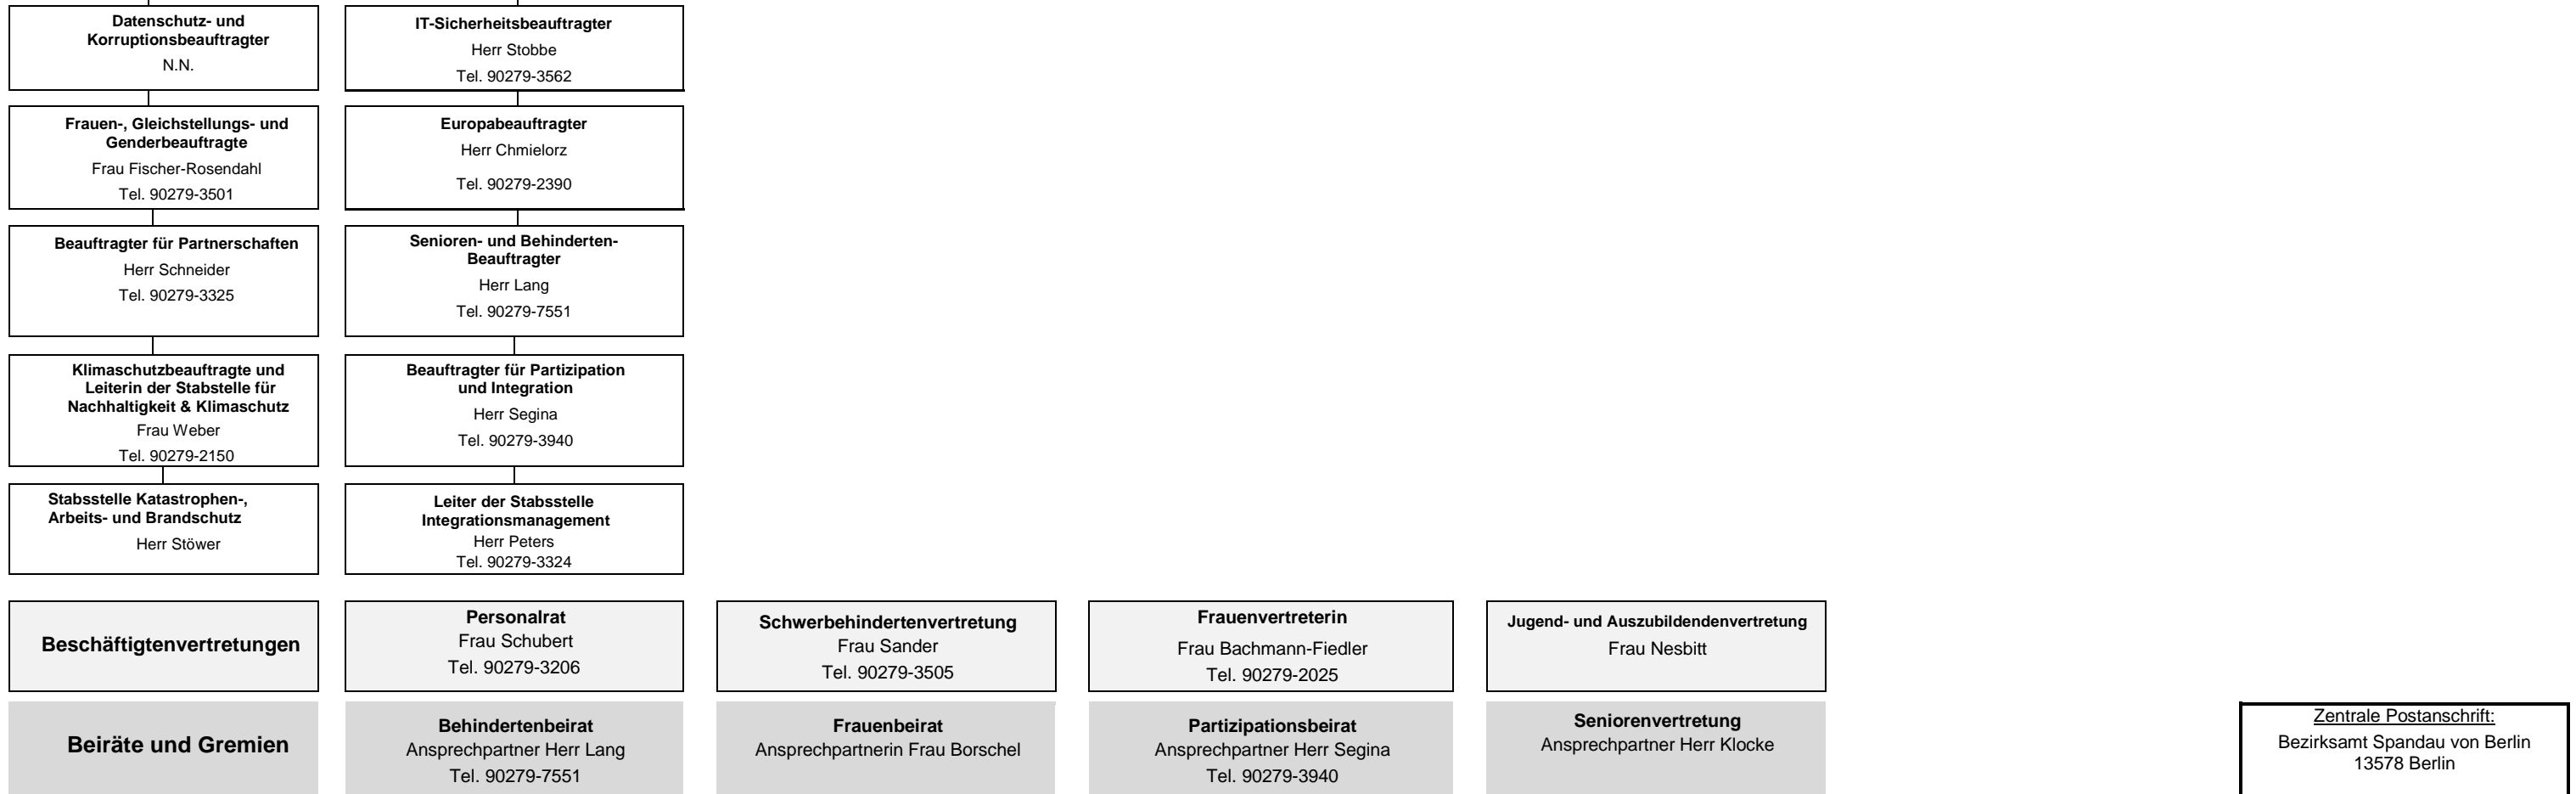 Datenschutz- und
Korruptionsbeauftragter
N.N.
IT-Sicherheitsbeauftragter
Herr Stobbe
Tel. 90279-3562
Frauen-, Gleichstellungs- und
Genderbeauftragte
Frau Fischer-Rosendahl
Tel. 90279-3501
Europabeauftragter
Herr Chmielorz
Tel. 90279-2390
Beauftragter für Partnerschaften
Herr Schneider
Tel. 90279-3325
Senioren- und Behinderten-
Beauftragter
Herr Lang
Tel. 90279-7551
Klimaschutzbeauftragte und
Leiterin der Stabstelle für
Nachhaltigkeit & Klimaschutz
Frau Weber
Tel. 90279-2150
Beauftragter für Partizipation
und Integration
Herr Segina
Tel. 90279-3940
Stabsstelle Katastrophen-,
Arbeits- und Brandschutz
Herr Stöwer
Leiter der Stabsstelle
Integrationsmanagement
Herr Peters
Tel. 90279-3324
Beschäftigtenvertretungen
Personalrat
Frau Schubert
Tel. 90279-3206
Schwerbehindertenvertretung
Frau Sander
Tel. 90279-3505
Frauenvertreterin
Frau Bachmann-Fiedler
Tel. 90279-2025
Jugend- und Auszubildendenvertretung
Frau Nesbitt
Beiräte und Gremien
Behindertenbeirat
Ansprechpartner Herr Lang
Tel. 90279-7551
Frauenbeirat
Ansprechpartnerin Frau Borschel
Partizipationsbeirat
Ansprechpartner Herr Segina
Tel. 90279-3940
Seniorenvertretung
Ansprechpartner Herr Klocke
Zentrale Postanschrift:
Bezirksamt Spandau von Berlin
13578 Berlin